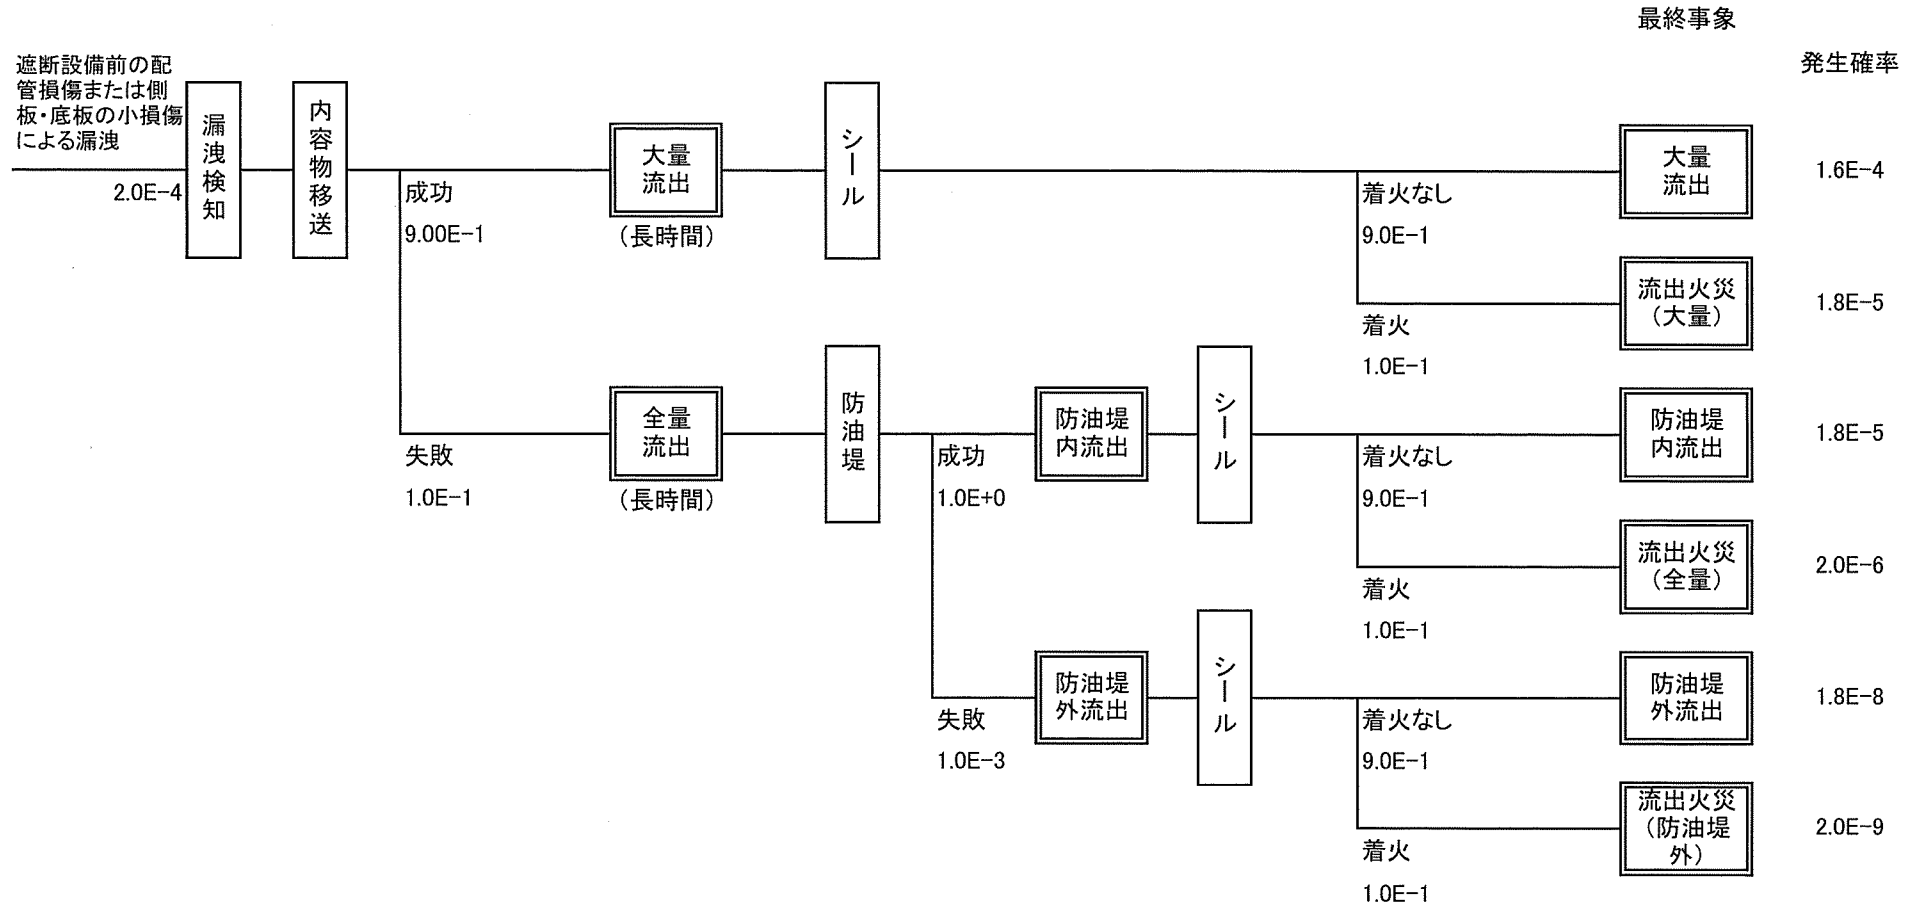 最終事象
発生確率
遮断設備前の配
管損傷または側
板・底板の小損傷
による漏洩
2.0E-4
漏洩検知
内容物移送
成功
9.00E-1
大量
流出
(長時間)
シール
着火なし
9.0E-1
大量
流出
1.6E-4
着火
1.0E-1
流出火災
(大量)
1.8E-5
失敗
1.0E-1
全量
流出
(長時間)
防油堤
成功
1.0E+0
防油堤
内流出
シール
着火なし
9.0E-1
防油堤
内流出
1.8E-5
着火
1.0E-1
流出火災
(全量)
2.0E-6
失敗
1.0E-3
防油堤
外流出
シール
着火なし
9.0E-1
防油堤
外流出
1.8E-8
着火
1.0E-1
流出火災
(防油堤
外)
2.0E-9